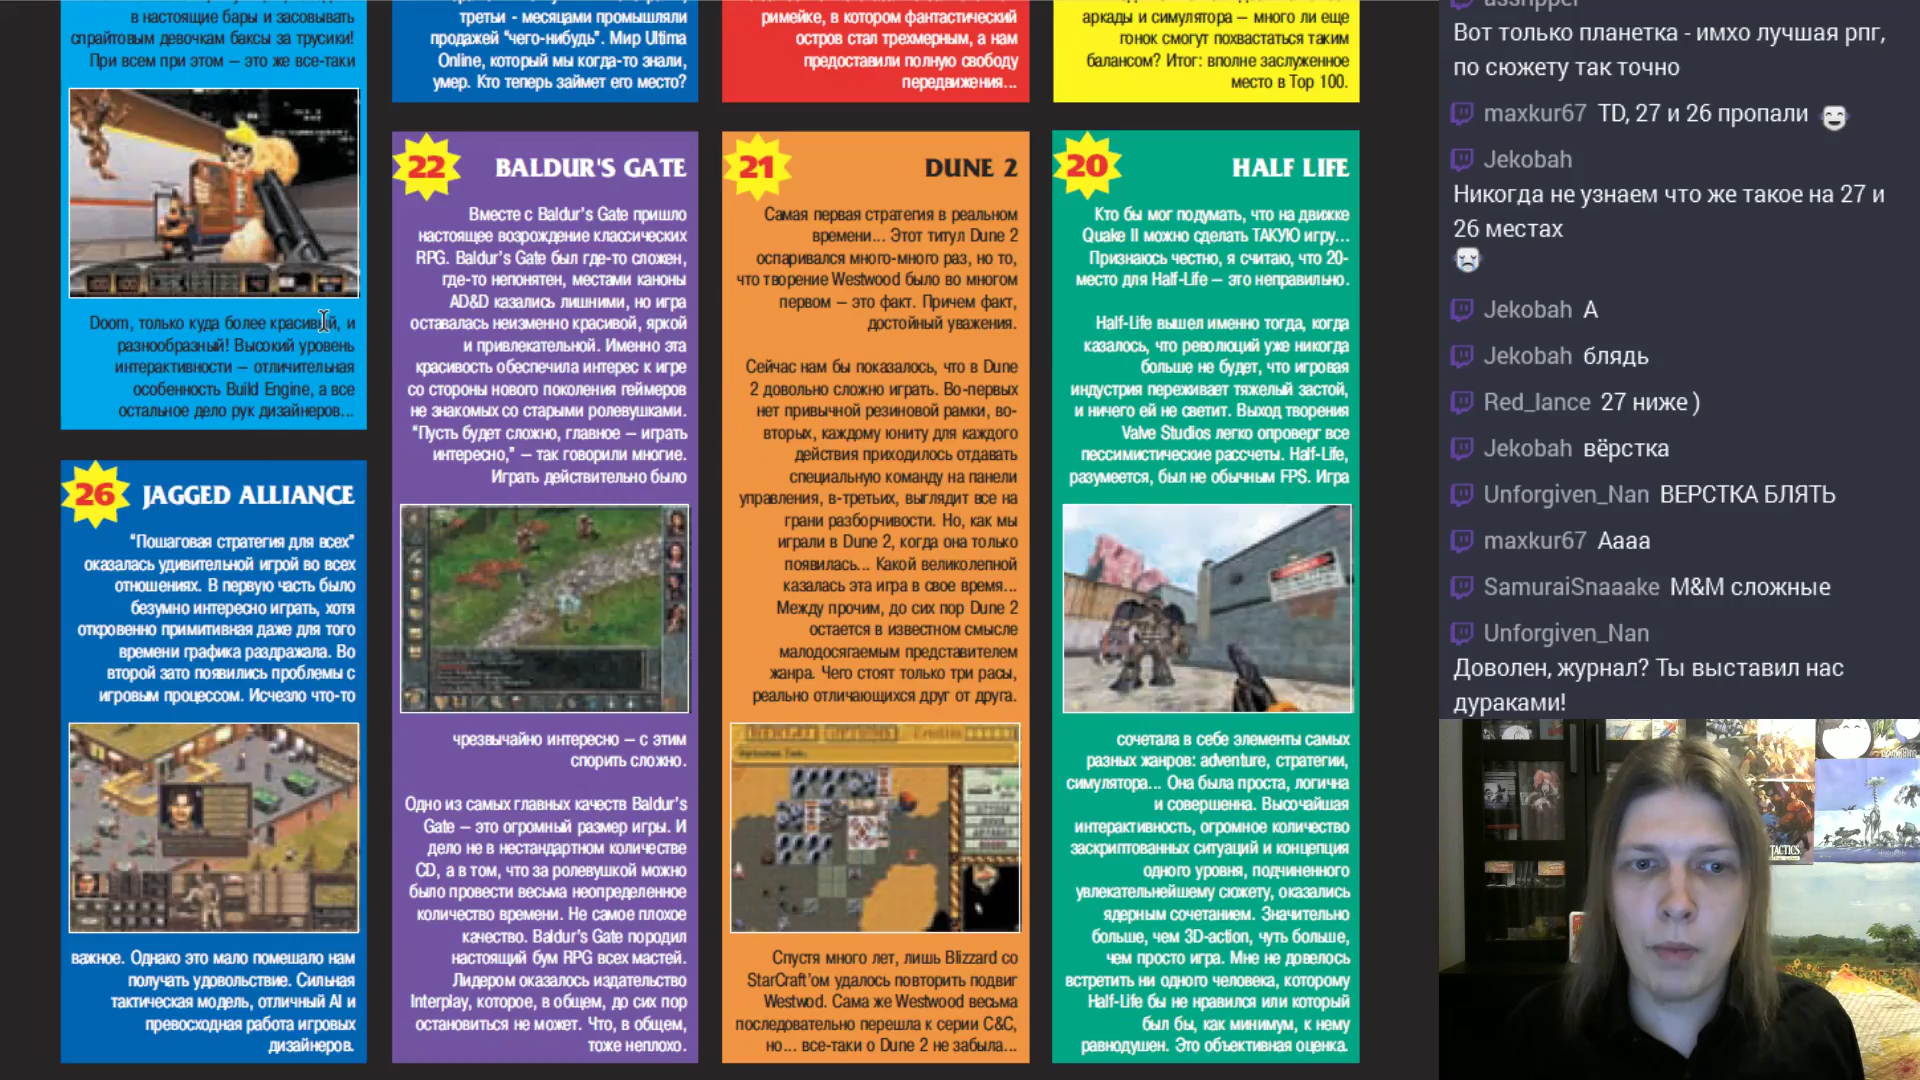 в настоящие бары и засовывать
спрайтовым девочкам баксы за трусики!
При всем при этом — это же все-таки
Doom, только куда более красивый, и
разнообразный! Высокий уровень
интерактивности — отличительная
особенность Build Engine, а все
остальное дело рук дизайнеров...
26 JAGGED ALLIANCE
"Пошаговая стратегия для всех"
оказалась удивительной игрой во всех
отношениях. В первую часть было
безумно интересно играть, хотя
откровенно примитивная даже для того
времени графика раздражала. Во
второй зато появились проблемы с
игровым процессом. Исчезло что-то
важное. Однако это мало помешало нам
получать удовольствие. Сильная
тактическая модель, отличный AI и
превосходная работа игровых
дизайнеров.
третьи - месяцами промышляли
продажей "чего-нибудь". Мир Ultima
Online, который мы когда-то знали,
умер. Кто теперь займет его место?
22 BALDUR'S GATE
Вместе с Baldur's Gate пришло
настоящее возрождение классических
RPG. Baldur's Gate был где-то сложен,
где-то непонятен, местами каноны
AD&D казались лишними, но игра
оставалась неизменно красивой, яркой
и привлекательной. Именно эта
красивость обеспечила интерес к игре
со стороны нового поколения геймеров
не знакомых со старыми ролевушками.
"Пусть будет сложно, главное — играть
интересно," — так говорили многие.
Играть действительно было
чрезвычайно интересно — с этим
спорить сложно.
Одно из самых главных качеств Baldur's
Gate — это огромный размер игры. И
дело не в нестандартном количестве
CD, а в том, что за ролевушкой можно
было провести весьма неопределенное
количество времени. Не самое плохое
качество. Baldur's Gate породил
настоящий бум RPG всех мастей.
Лидером оказалось издательство
Interplay, которое, в общем, до сих пор
остановиться не может. Что, в общем,
тоже неплохо.
римейке, в котором фантастический
остров стал трехмерным, а нам
предоставили полную свободу
передвижения...
21 DUNE 2
Самая первая стратегия в реальном
времени... Этот титул Dune 2
оспаривался много-много раз, но то,
что творение Westwood было во многом
первом — это факт. Причем факт,
достойный уважения.
Сейчас нам бы показалось, что в Dune
2 довольно сложно играть. Во-первых
нет привычной резиновой рамки, во-
вторых, каждому юниту для каждого
действия приходилось отдавать
специальную команду на панели
управления, в-третьих, выглядит все на
грани разборчивости. Но, как мы
играли в Dune 2, когда она только
появилась... Какой великолепной
казалась эта игра в свое время...
Между прочим, до сих пор Dune 2
остается в известном смысле
малодосягаемым представителем
жанра. Чего стоят только три расы,
реально отличающихся друг от друга.
Спустя много лет, лишь Blizzard со
StarCraft'ом удалось повторить подвиг
Westwod. Сама же Westwood весьма
последовательно перешла к серии C&C,
но... все-таки о Dune 2 не забыла...
аркады и симулятора — много ли еще
гонок смогут похвастаться таким
балансом? Итог: вполне заслуженное
место в Top 100.
20 HALF LIFE
Кто бы мог подумать, что на движке
Quake II можно сделать ТАКУЮ игру...
Признаюсь честно, я считаю, что 20-
место для Half-Life — это неправильно.
Half-Life вышел именно тогда, когда
казалось, что революций уже никогда
больше не будет, что игровая
индустрия переживает тяжелый застой,
и ничего ей не светит. Выход творения
Valve Studios легко опроверг все
пессимистические рассчеты. Half-Life,
разумеется, был не обычным FPS. Игра
сочетала в себе элементы самых
разных жанров: adventure, стратегии,
симулятора... Она была проста, логична
и совершенна. Высочайшая
интерактивность, огромное количество
заскриптованных ситуаций и концепция
одного уровня, подчиненного
увлекательнейшему сюжету, оказались
ядерным сочетанием. Значительно
больше, чем 3D-action, чуть больше,
чем просто игра. Мне не довелось
встретить ни одного человека, которому
Half-Life бы не нравился или который
был бы, как минимум, к нему
равнодушен. Это объективная оценка.
Вот только планетка - имхо лучшая рпг,
по сюжету так точно
maxkur67 TD, 27 и 26 пропали
Jekobah
Никогда не узнаем что же такое на 27 и
26 местах
Jekobah А
Jekobah блядь
Red_lance 27 ниже )
Jekobah вёрстка
Unforgiven_Nan ВЕРСТКА БЛЯТЬ
maxkur67 Аааа
SamuraiSnaaake M&M сложные
Unforgiven_Nan
Доволен, журнал? Ты выставил нас
дураками!
TACTICS